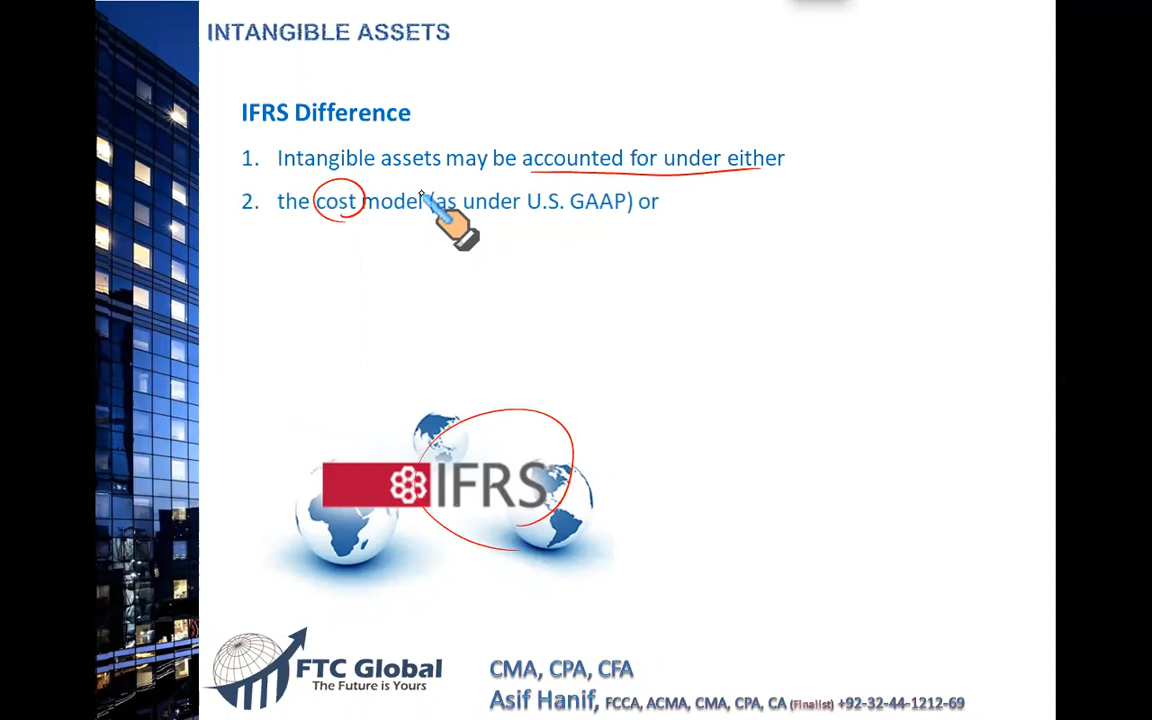 INTANGIBLE ASSETS
IFRS Difference
1. Intangible assets may be accounted for under either
2. the cost model (as under U.S. GAAP) or
IFRS
FTC Global
The Future is Yours
CMA, CPA, CFA
Asif Hanif, FCCA, ACMA, CMA, CPA, CA (Finalist) +92-32-44-1212-69